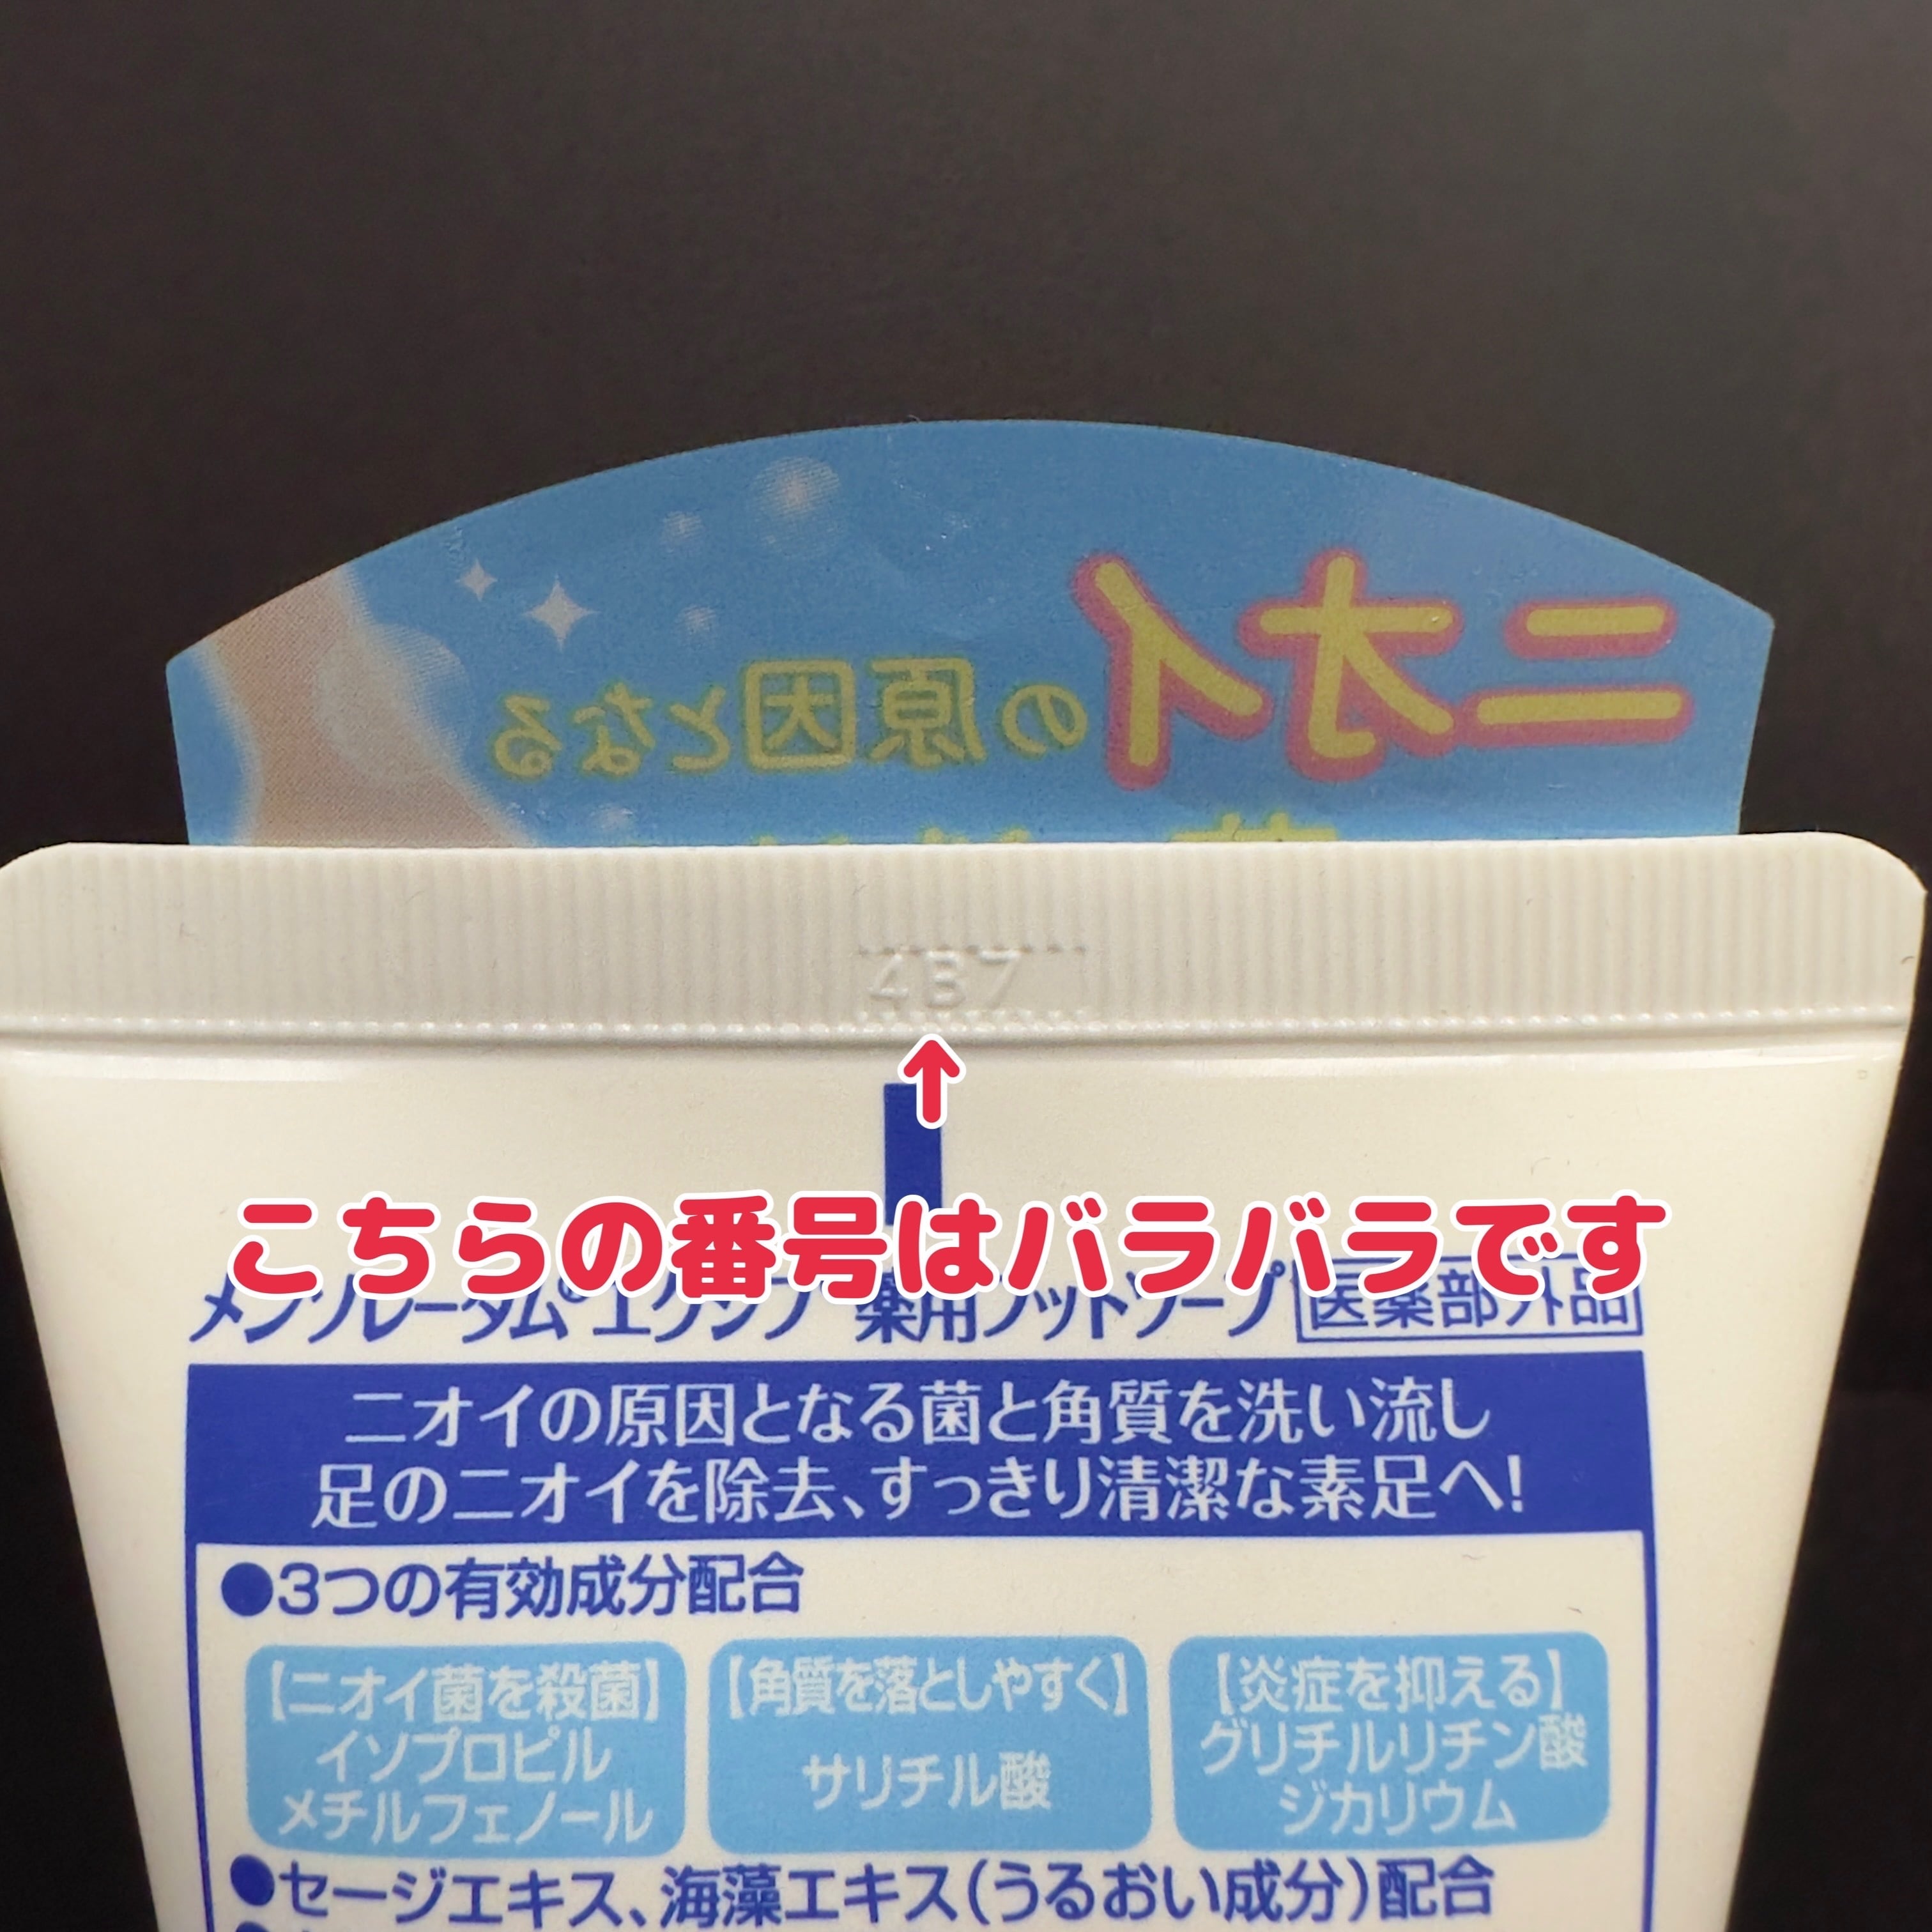 ニオイの原因となる
4B7
↑
こちらの番号はバラバラです
メンソレータム®エクシブ 薬用フットソープ 医薬部外品
ニオイの原因となる菌と角質を洗い流し
足のニオイを除去、すっきり清潔な素足へ!
●3つの有効成分配合
【ニオイ菌を殺菌】
イソプロピル
メチルフェノール
【角質を落としやすく】
サリチル酸
【炎症を抑える】
グリチルリチン酸
ジカリウム
●セージエキス、海藻エキス(うるおい成分)配合